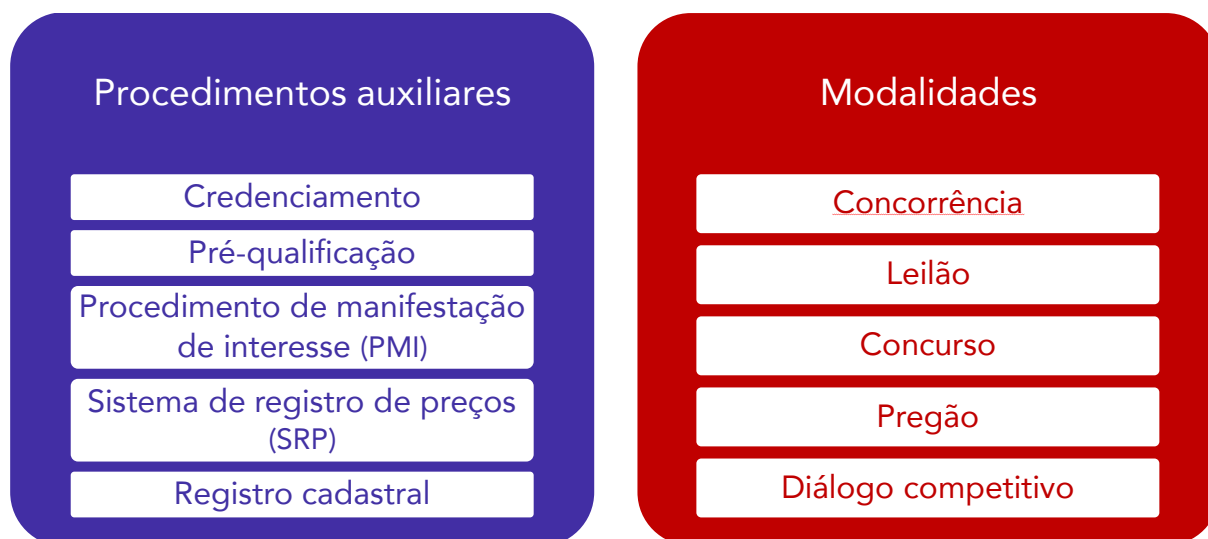 Procedimentos auxiliares
Credenciamento
Pré-qualificação
Procedimento de manifestação
de interesse (PMI)
Sistema de registro de preços
(SRP)
Registro cadastral
Modalidades
Concorrência
Leilão
Concurso
Pregão
Diálogo competitivo